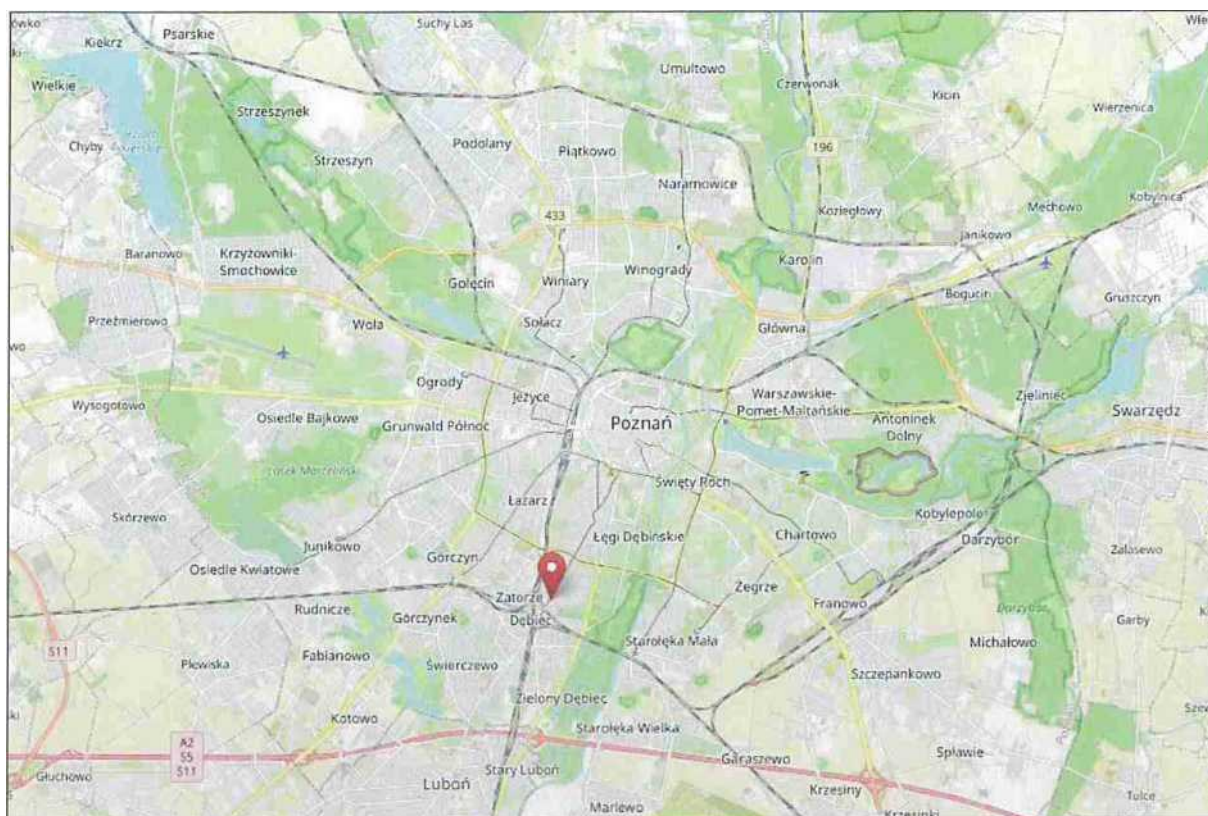 Suchy Las
Psarskie
Kiekrz
Umultowo
Czerwonak
Kicin
Wielkie
Wierzenica
Strzeszynek
Chyby
Strzeszyn
Podolany
Piątkowo
196
Naramowice
Kobylnica
Mechowo
433
Koziegłowy
Janikowo
Baranowo
Krzyżowniki-
Smochowice
Karolin
Winogrady
Golęcin
Winiary
Bogucin
Gruszczyn
Przeźmierowo
Wola
Sołacz
Główna
Ogrody
Jeżyce
Warszawskie-
Pomet-Maltańskie
Zieliniec
Wysogotowo
Osiedle Bajkowe
Grunwald Północ
Poznań
Antoninek
Dolny
Swarzędz
Święty Roch
Skórzewo
Łazarz
Kobylepole
Junikowo
Łęgi Dębińskie
Chartowo
Darzybór
Zalasewo
Górczyn
Osiedle Kwiatowe
Żegrze
Zatorze
Franowo
Rudnicze
Górczynek
Dębiec
Garby
Starołęka Mała
Michałowo
S11
Plewiska
Fabianowo
Świerczewo
Szczepankowo
Zielony Dębiec
Kotowo
Starołęka Wielka
A2
S5
S11
Spławie
Garaszewo
Głuchowo
Luboń
Stary Luboń
Krzesiny
Tulce
Marlewo
Krzesinki